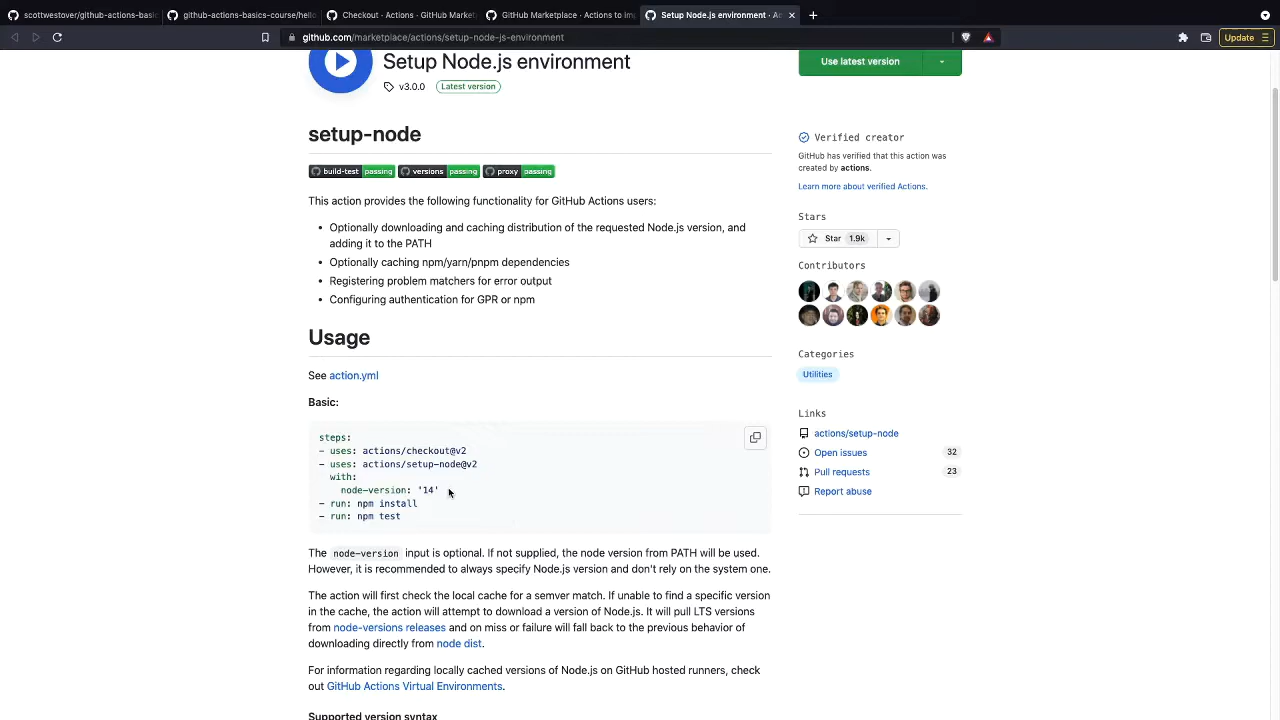 scottwestover/github-actions-basic
github-actions-basics-course/hello
Checkout · Actions · GitHub Market
GitHub Marketplace · Actions to im
Setup Node.js environment · Ac
github.com/marketplace/actions/setup-node-js-environment
Update
Setup Node.js environment
v3.0.0
Latest version
Use latest version
setup-node
build-test passing versions passing proxy passing
This action provides the following functionality for GitHub Actions users:
• Optionally downloading and caching distribution of the requested Node.js version, and
adding it to the PATH
• Optionally caching npm/yarn/pnpm dependencies
• Registering problem matchers for error output
• Configuring authentication for GPR or npm
Usage
See action.yml
Basic:
steps:
- uses: actions/checkout@v2
- uses: actions/setup-node@v2
with:
node-version: '14'
- run: npm install
- run: npm test
The node-version input is optional. If not supplied, the node version from PATH will be used.
However, it is recommended to always specify Node.js version and don't rely on the system one.
The action will first check the local cache for a semver match. If unable to find a specific version
in the cache, the action will attempt to download a version of Node.js. It will pull LTS versions
from node-versions releases and on miss or failure will fall back to the previous behavior of
downloading directly from node dist.
For information regarding locally cached versions of Node.js on GitHub hosted runners, check
out GitHub Actions Virtual Environments.
Supported version syntax
Verified creator
GitHub has verified that this action was
created by actions.
Learn more about verified Actions.
Stars
Star 1.9k
Contributors
Categories
Utilities
Links
actions/setup-node
Open issues 32
Pull requests 23
Report abuse